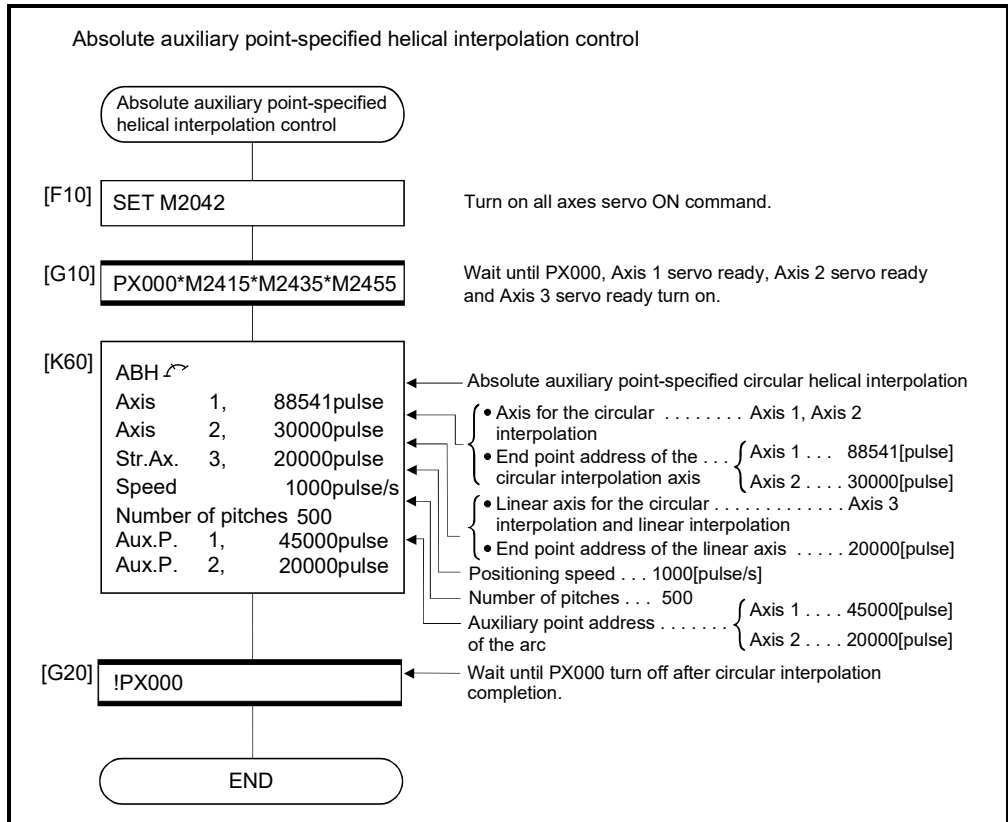 Absolute auxiliary point-specified helical interpolation control
Absolute auxiliary point-specified
helical interpolation control
[F10]
SET M2042
Turn on all axes servo ON command.
[G10]
PX000*M2415*M2435*M2455
Wait until PX000, Axis 1 servo ready, Axis 2 servo ready
and Axis 3 servo ready turn on.
[K60]
ABH
Axis 1, 88541pulse
Axis 2, 30000pulse
Str.Ax. 3, 20000pulse
Speed 1000pulse/s
Number of pitches 500
Aux.P. 1, 45000pulse
Aux.P. 2, 20000pulse
Absolute auxiliary point-specified circular helical interpolation
• Axis for the circular . . . . . . . . Axis 1, Axis 2
interpolation
• End point address of the . . . Axis 1 . . . 88541[pulse]
circular interpolation axis Axis 2 . . . . 30000[pulse]
• Linear axis for the circular . . . . . . . . . . . . . Axis 3
interpolation and linear interpolation
• End point address of the linear axis . . . . . 20000[pulse]
Positioning speed . . . 1000[pulse/s]
Number of pitches . . . 500
Auxiliary point address . . . . . . . Axis 1 . . . . 45000[pulse]
of the arc Axis 2 . . . . 20000[pulse]
[G20]
!PX000
Wait until PX000 turn off after circular interpolation
completion.
END